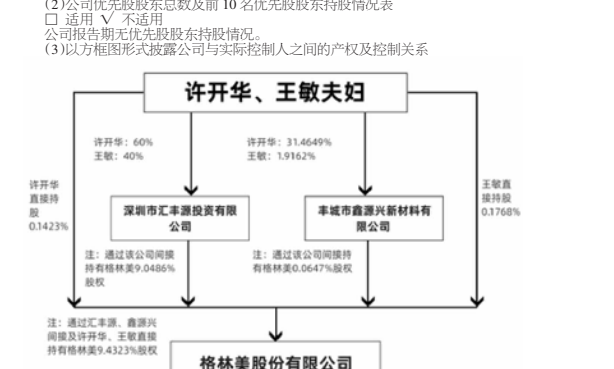 (2)公司优先股股东总数及前10名优先股股东持股情况表
□ 适用 √ 不适用
公司报告期无优先股股东持股情况。
(3)以方框图形式披露公司与实际控制人之间的产权及控制关系
许开华、王敏夫妇
许开华：60%
王敏：40%
许开华：31.4649%
王敏：1.9162%
许开华
直接持
股
0.1423%
王敏直
接持股
0.1768%
深圳市汇丰源投资有限
公司
丰城市鑫源兴新材料有
限公司
注：通过该公司间接
持有格林美9.0486%
股权
注：通过该公司间接持
有格林美0.0647%股权
注：通过汇丰源、鑫源兴
间接及许开华、王敏直接
持有格林美9.4323%股权
格林美股份有限公司